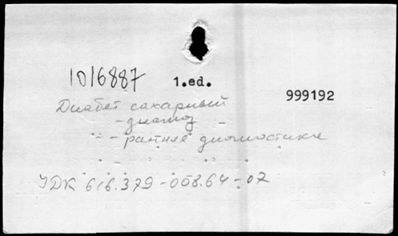 1016887 1.ed. 999192
Диабет сахарный
- диагноз
" - ранняя диагностика
УДК 616.379-008.64-07